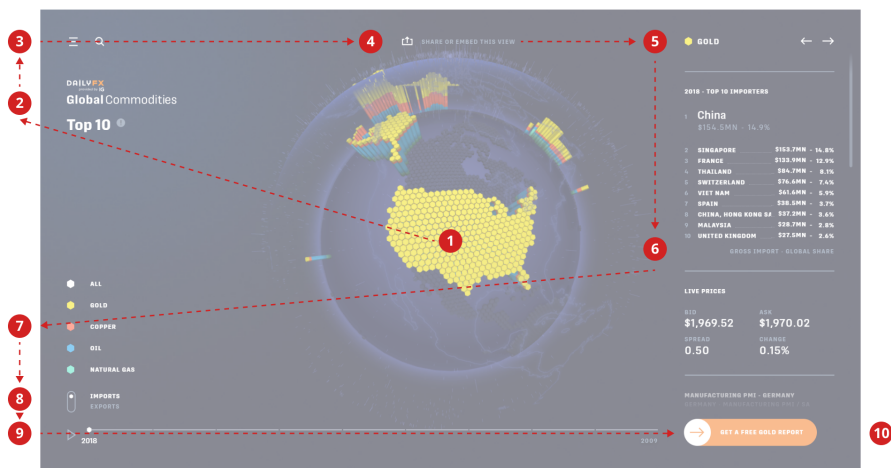 3
4
SHARE OR EMBED THIS VIEW
5
GOLD
DAILYFX
provided by IG
2
Global Commodities
Top 10 ?
2018 - TOP 10 IMPORTERS
1 China
$154.5MN - 14.9%
2 SINGAPORE $153.7MN - 14.8%
3 FRANCE $133.9MN - 12.9%
4 THAILAND $84.7MN - 8.1%
5 SWITZERLAND $76.6MN - 7.4%
6 VIET NAM $61.6MN - 5.9%
7 SPAIN $38.5MN - 3.7%
8 CHINA, HONG KONG SA $37.2MN - 3.6%
9 MALAYSIA $28.7MN - 2.8%
10 UNITED KINGDOM $27.5MN - 2.6%
GROSS IMPORT - GLOBAL SHARE
1
6
ALL
GOLD
COPPER
OIL
NATURAL GAS
7
LIVE PRICES
BID ASK
$1,969.52 $1,970.02
SPREAD CHANGE
0.50 0.15%
8
IMPORTS
EXPORTS
MANUFACTURING PMI - GERMANY
9
2018
2009
GET A FREE GOLD REPORT
10